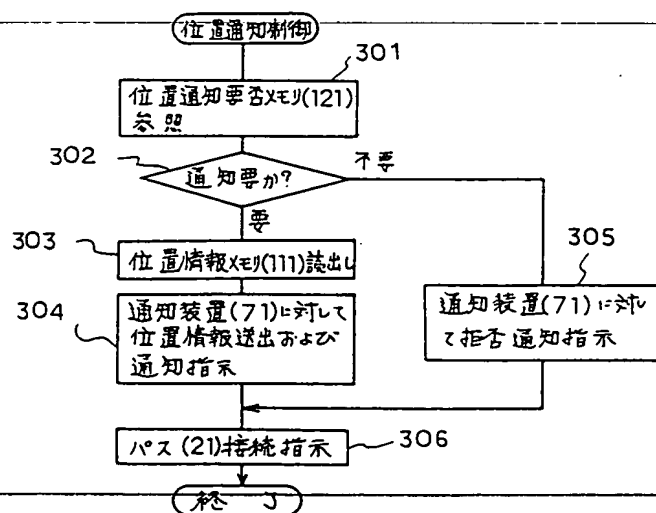 位置通知制御
301
位置通知要否メモリ(121)
参照
302
通知要か?
不要
要
303
位置情報メモリ(111)読出し
304
通知装置(71)に対して
位置情報送出および
通知指示
305
通知装置(71)に対し
て拒否通知指示
パス(21)接続指示
306
終了